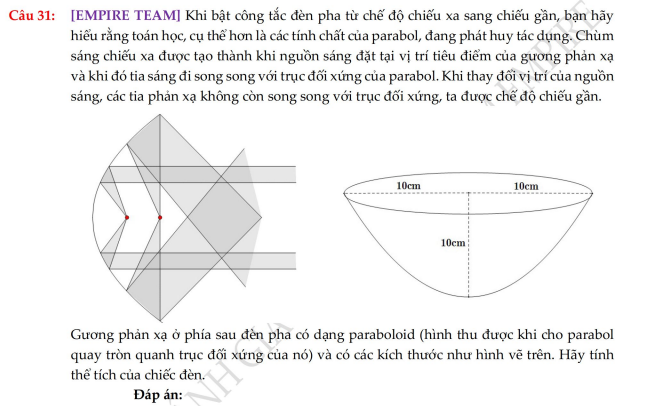 Câu 31: [EMPIRE TEAM] Khi bật công tắc đèn pha từ chế độ chiếu xa sang chiếu gần, bạn hãy
hiểu rằng toán học, cụ thể hơn là các tính chất của parabol, đang phát huy tác dụng. Chùm
sáng chiếu xa được tạo thành khi nguồn sáng đặt tại vị trí tiêu điểm của gương phản xạ
và khi đó tia sáng đi song song với trục đối xứng của parabol. Khi thay đổi vị trí của nguồn
sáng, các tia phản xạ không còn song song với trục đối xứng, ta được chế độ chiếu gần.
10cm 10cm
10cm
Gương phản xạ ở phía sau đèn pha có dạng paraboloid (hình thu được khi cho parabol
quay tròn quanh trục đối xứng của nó) và có các kích thước như hình vẽ trên. Hãy tính
thể tích của chiếc đèn.
Đáp án: